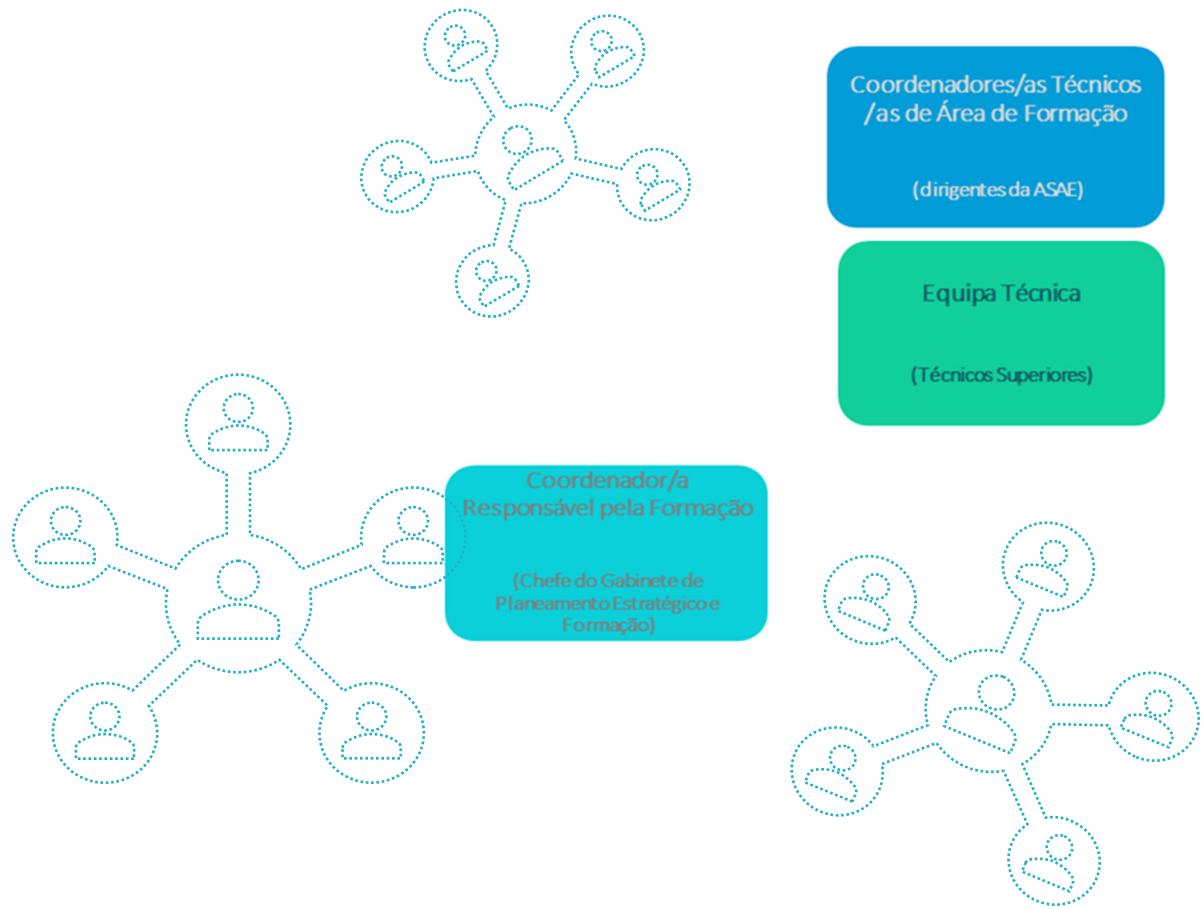 Coordenadores/as Técnicos
/as de Área de Formação
(dirigentes da ASAE)
Equipa Técnica
(Técnicos Superiores)
Coordenador/a
Responsável pela Formação
(Chefe do Gabinete de
Planeamento Estratégico e
Formação)